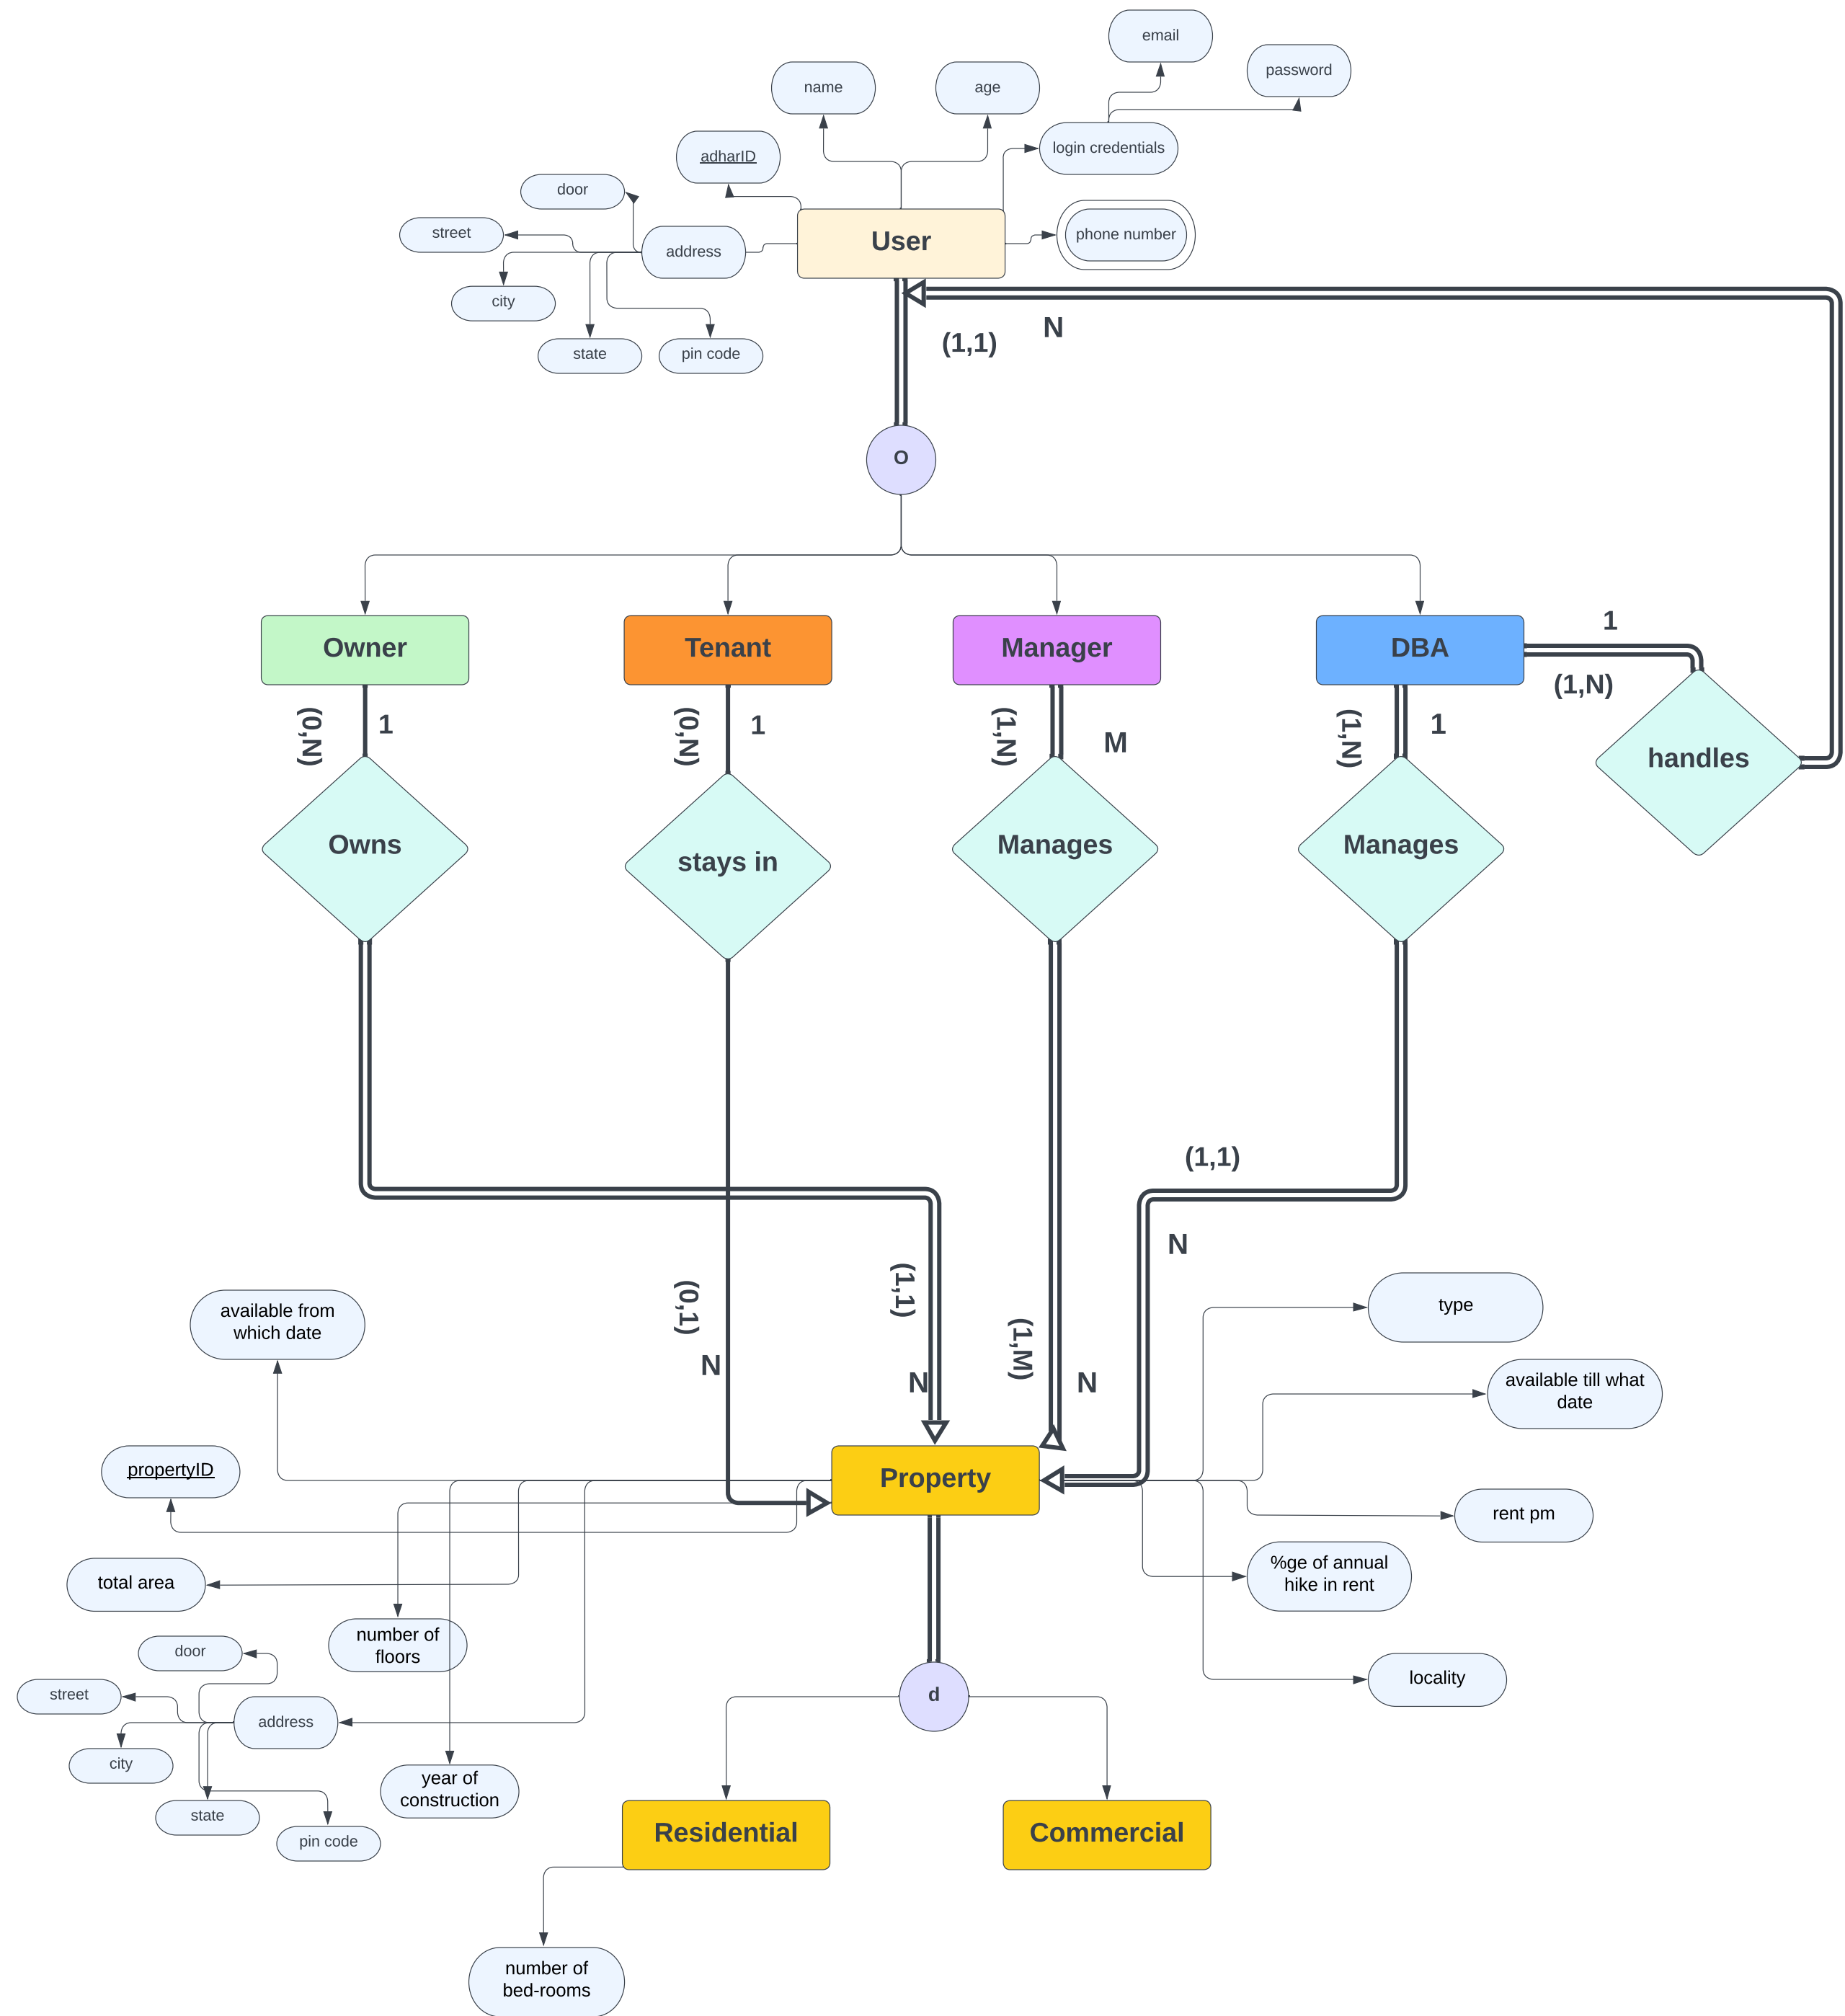 email
password
name
age
login credentials
adharID
door
street
address
User
phone number
city
state
pin code
(1,1)
N
O
Owner
Tenant
Manager
DBA
1
(1,N)
(0,N)
1
(0,N)
1
(1,N)
M
(1,N)
1
handles
Owns
stays in
Manages
Manages
(1,1)
N
(0,1)
N
(1,1)
N
(1,M)
N
available from
which date
type
available till what
date
propertyID
Property
rent pm
%ge of annual
hike in rent
total area
number of
floors
door
street
address
city
state
pin code
year of
construction
locality
d
Residential
Commercial
number of
bed-rooms